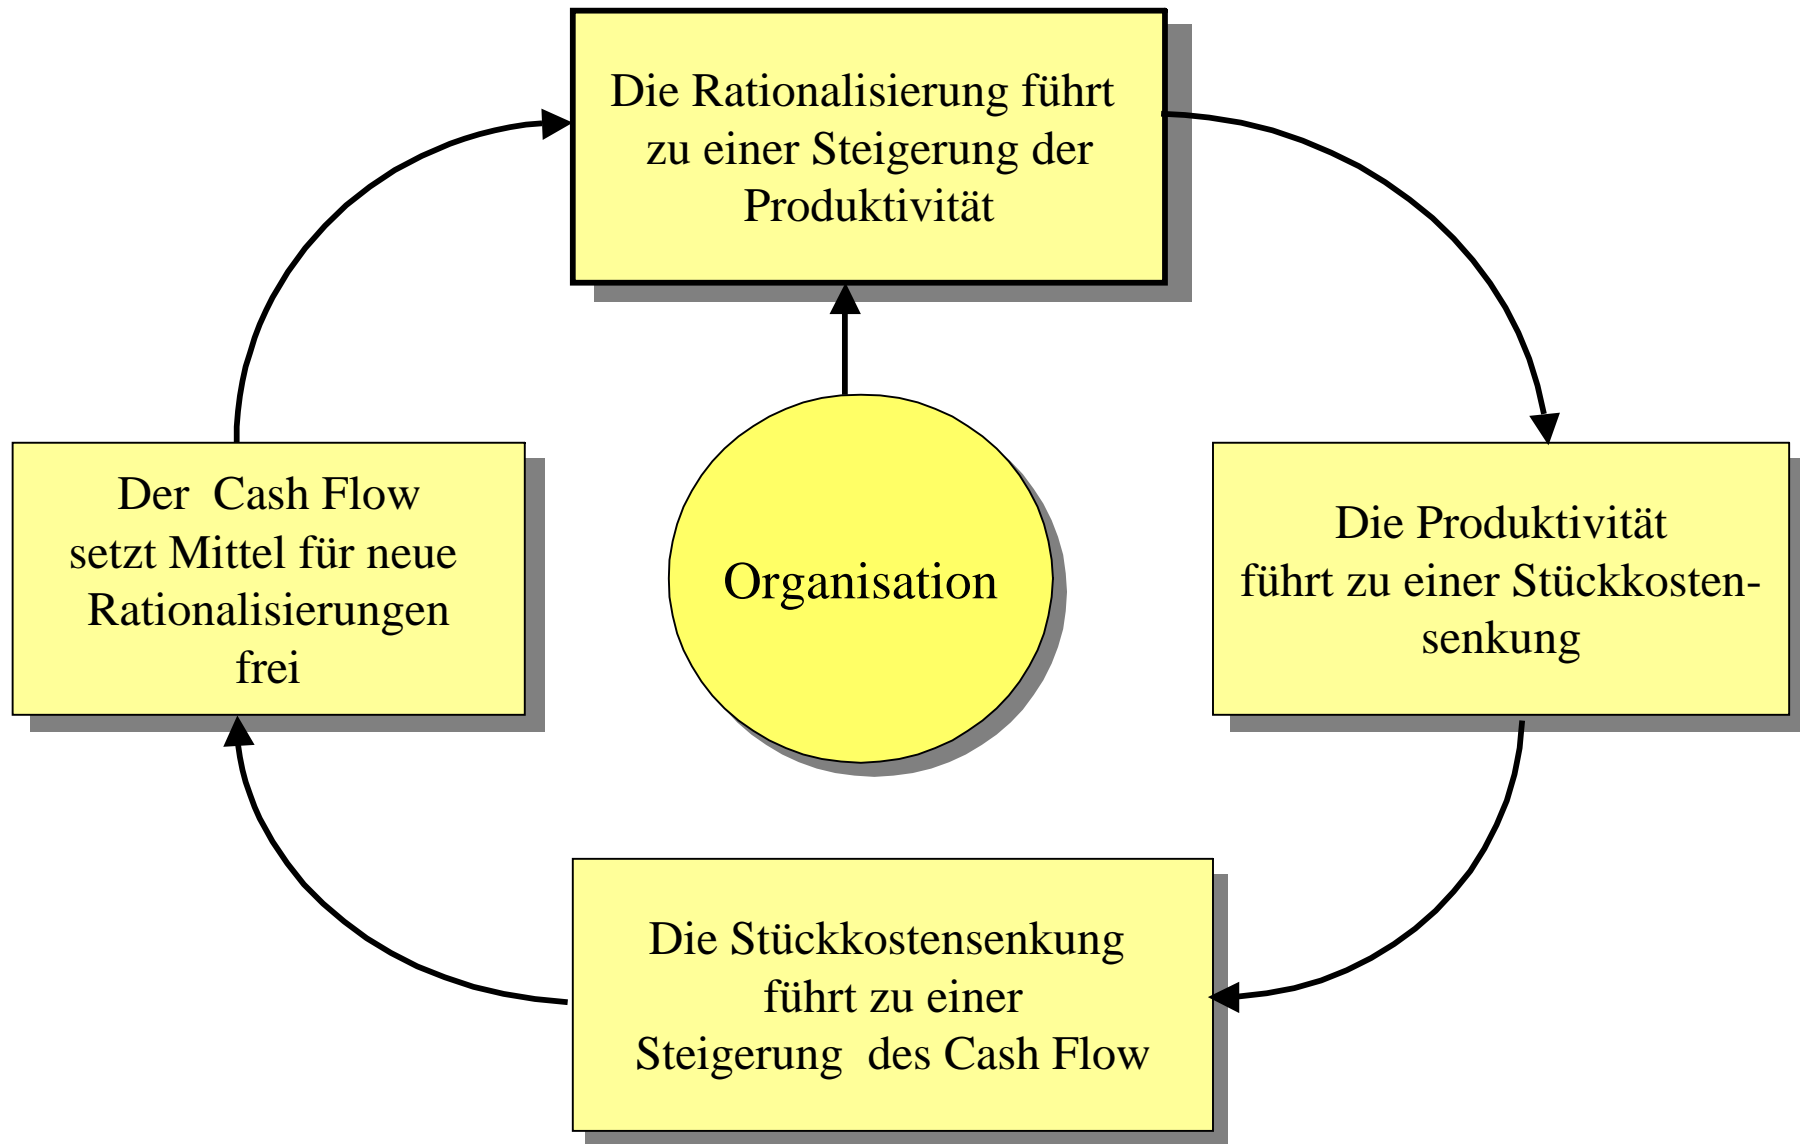 Die Rationalisierung führt
zu einer Steigerung der
Produktivität
Der Cash Flow
setzt Mittel für neue
Rationalisierungen
frei
Organisation
Die Produktivität
führt zu einer Stückkosten-
senkung
Die Stückkostensenkung
führt zu einer
Steigerung des Cash Flow